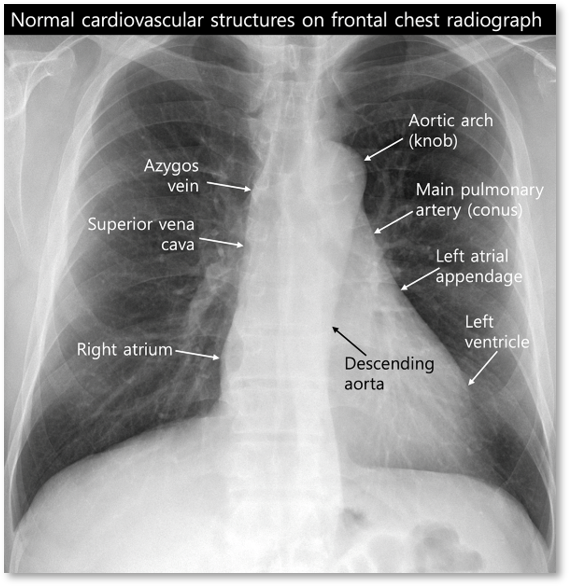 Normal cardiovascular structures on frontal chest radiograph
Aortic arch
(knob)
Azygos
vein
Main pulmonary
artery (conus)
Superior vena
cava
Left atrial
appendage
Left
ventricle
Right atrium
Descending
aorta